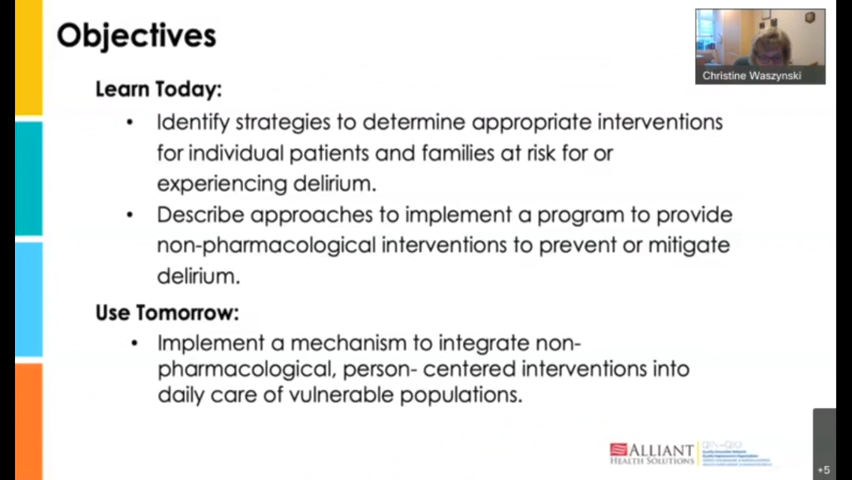 Objectives
Christine Waszynski
Learn Today:
• Identify strategies to determine appropriate interventions
for individual patients and families at risk for or
experiencing delirium.
• Describe approaches to implement a program to provide
non-pharmacological interventions to prevent or mitigate
delirium.
Use Tomorrow:
• Implement a mechanism to integrate non-
pharmacological, person- centered interventions into
daily care of vulnerable populations.
ALLIANT
HEALTH SOLUTIONS
QIN-QIO
+5